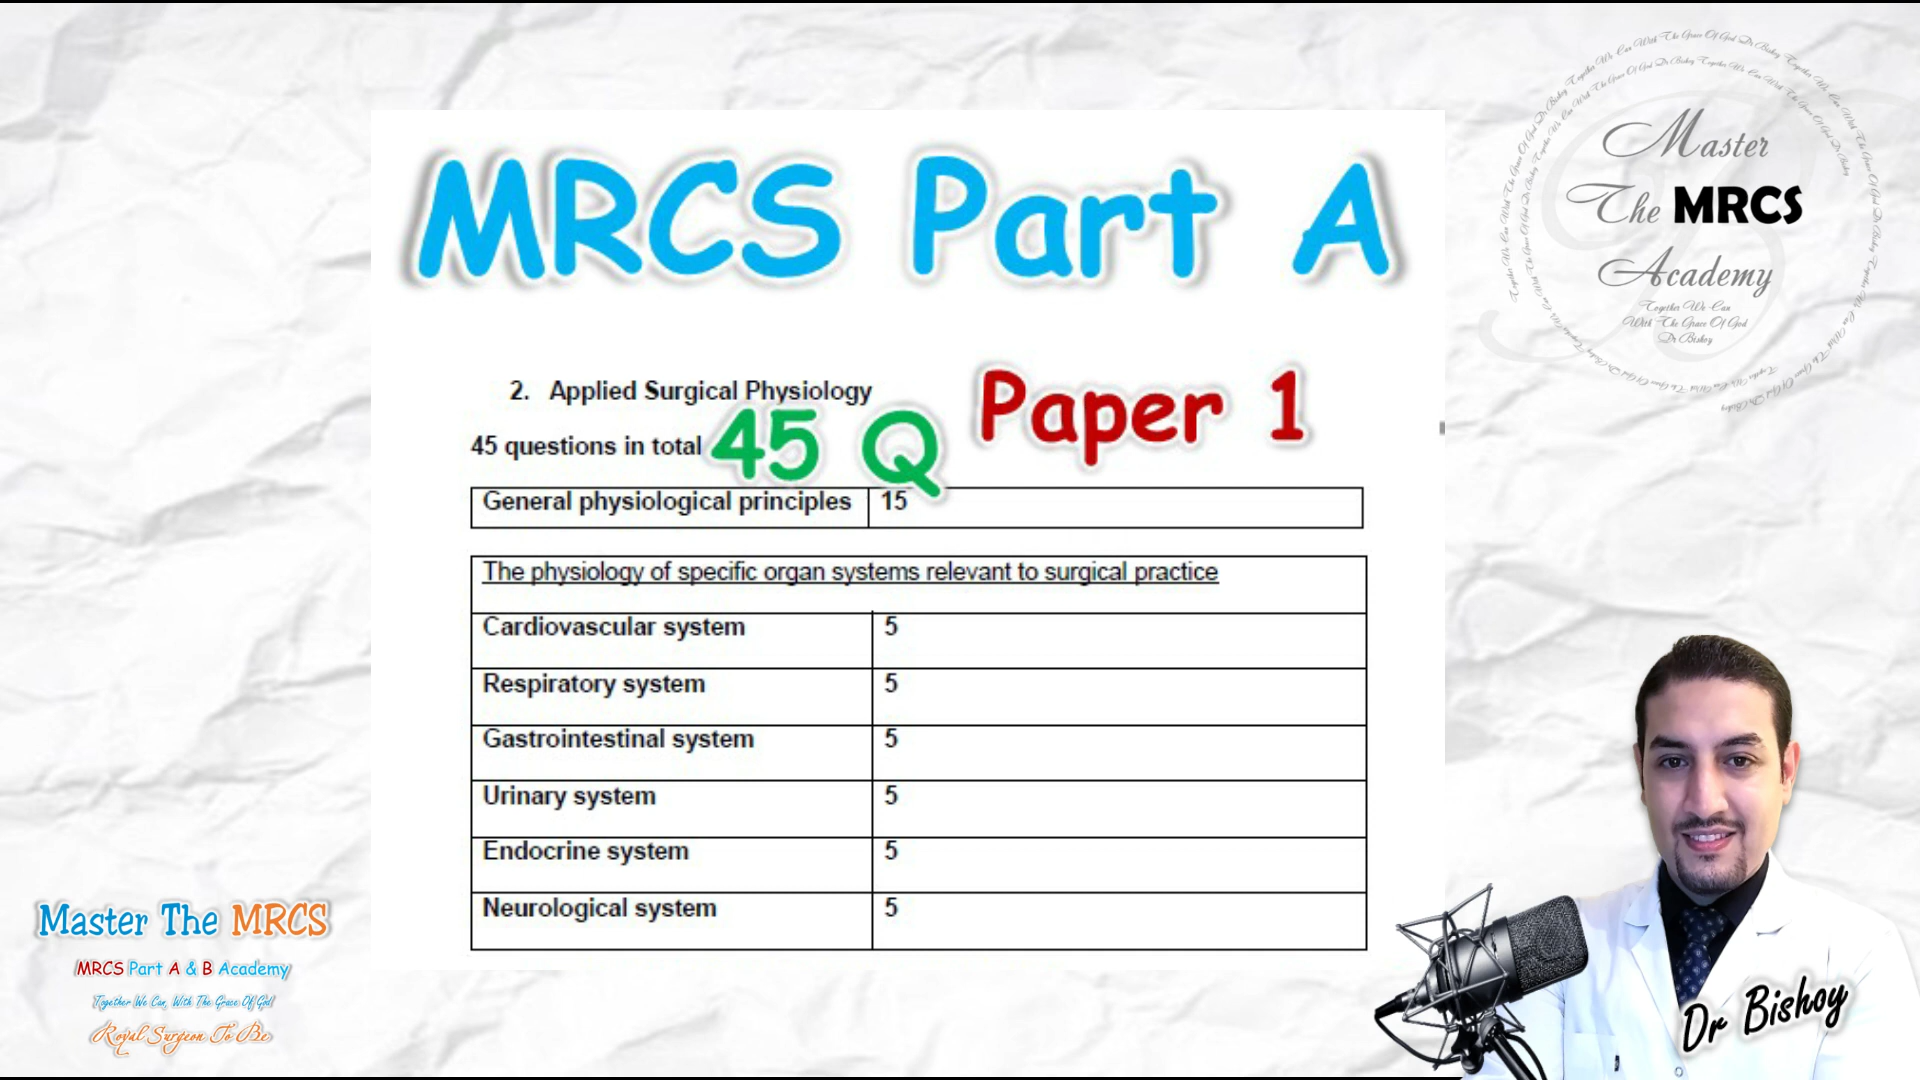 MRCS Part A
2. Applied Surgical Physiology
Paper 1
45 questions in total
45 Q
General physiological principles 15
The physiology of specific organ systems relevant to surgical practice
Cardiovascular system 5
Respiratory system 5
Gastrointestinal system 5
Urinary system 5
Endocrine system 5
Neurological system 5
Master
The MRCS
Academy
Together We Can
With The Grace Of God
Dr Bishoy
Master The MRCS
MRCS Part A & B Academy
Together We Can, With The Grace Of God
Royal Surgeon To Be
Dr Bishoy